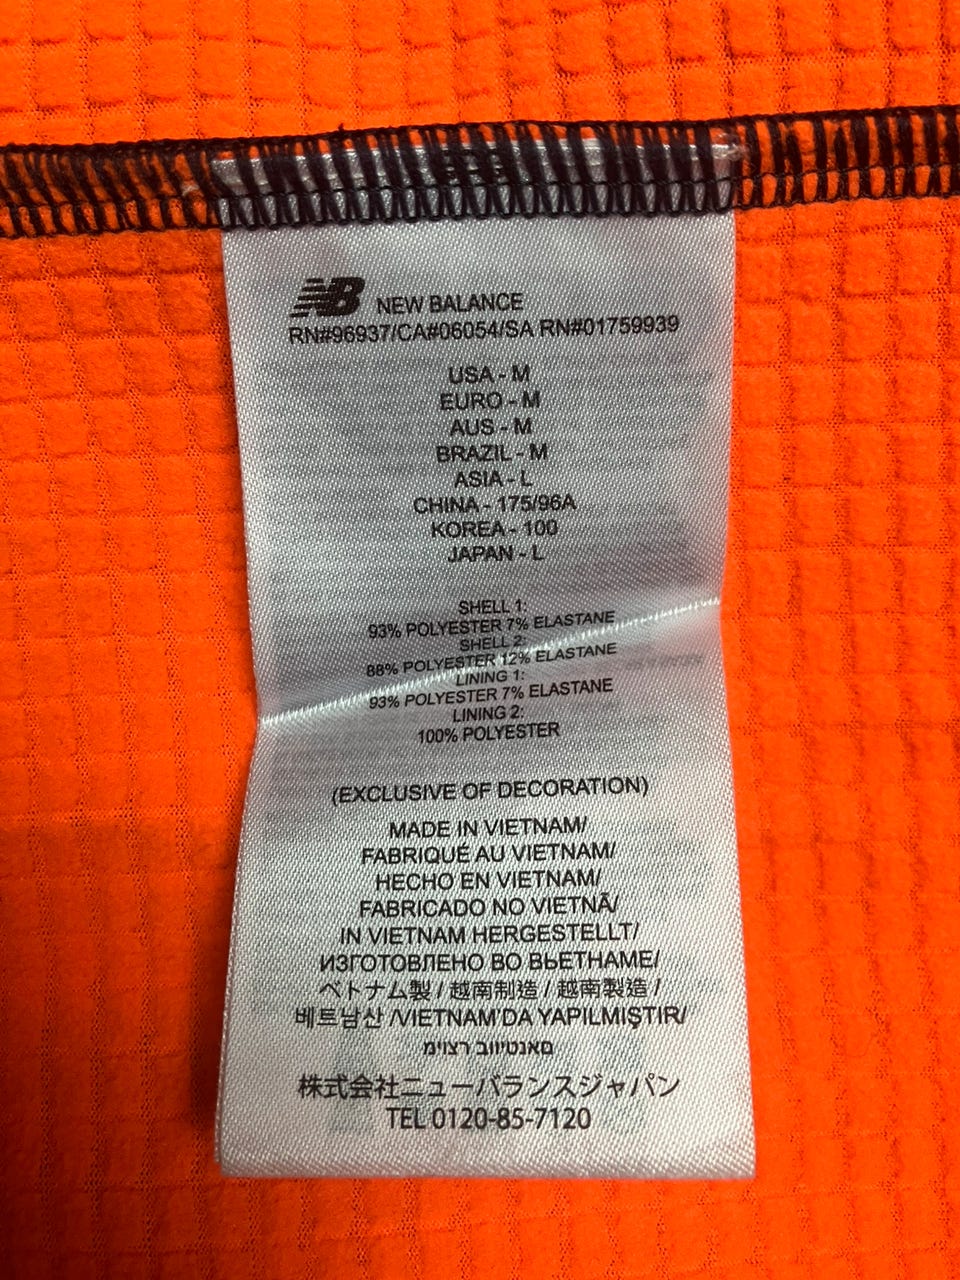 NB NEW BALANCE
RN#96937/CA#06054/SA RN#01759939
USA - M
EURO - M
AUS - M
BRAZIL - M
ASIA - L
CHINA - 175/96A
KOREA - 100
JAPAN - L
SHELL 1:
93% POLYESTER 7% ELASTANE
SHELL 2:
88% POLYESTER 12% ELASTANE
LINING 1:
93% POLYESTER 7% ELASTANE
LINING 2:
100% POLYESTER
(EXCLUSIVE OF DECORATION)
MADE IN VIETNAM/
FABRIQUÉ AU VIETNAM/
HECHO EN VIETNAM/
FABRICADO NO VIETNÃ/
IN VIETNAM HERGESTELLT/
ИЗГОТОВЛЕНО ВО ВЬЕТНАМЕ/
ベトナム製 / 越南制造 / 越南製造 /
베트남산 /VIETNAM'DA YAPILMIŞTIR/
מיוצר בווייטנאם
株式会社ニューバランスジャパン
TEL 0120-85-7120